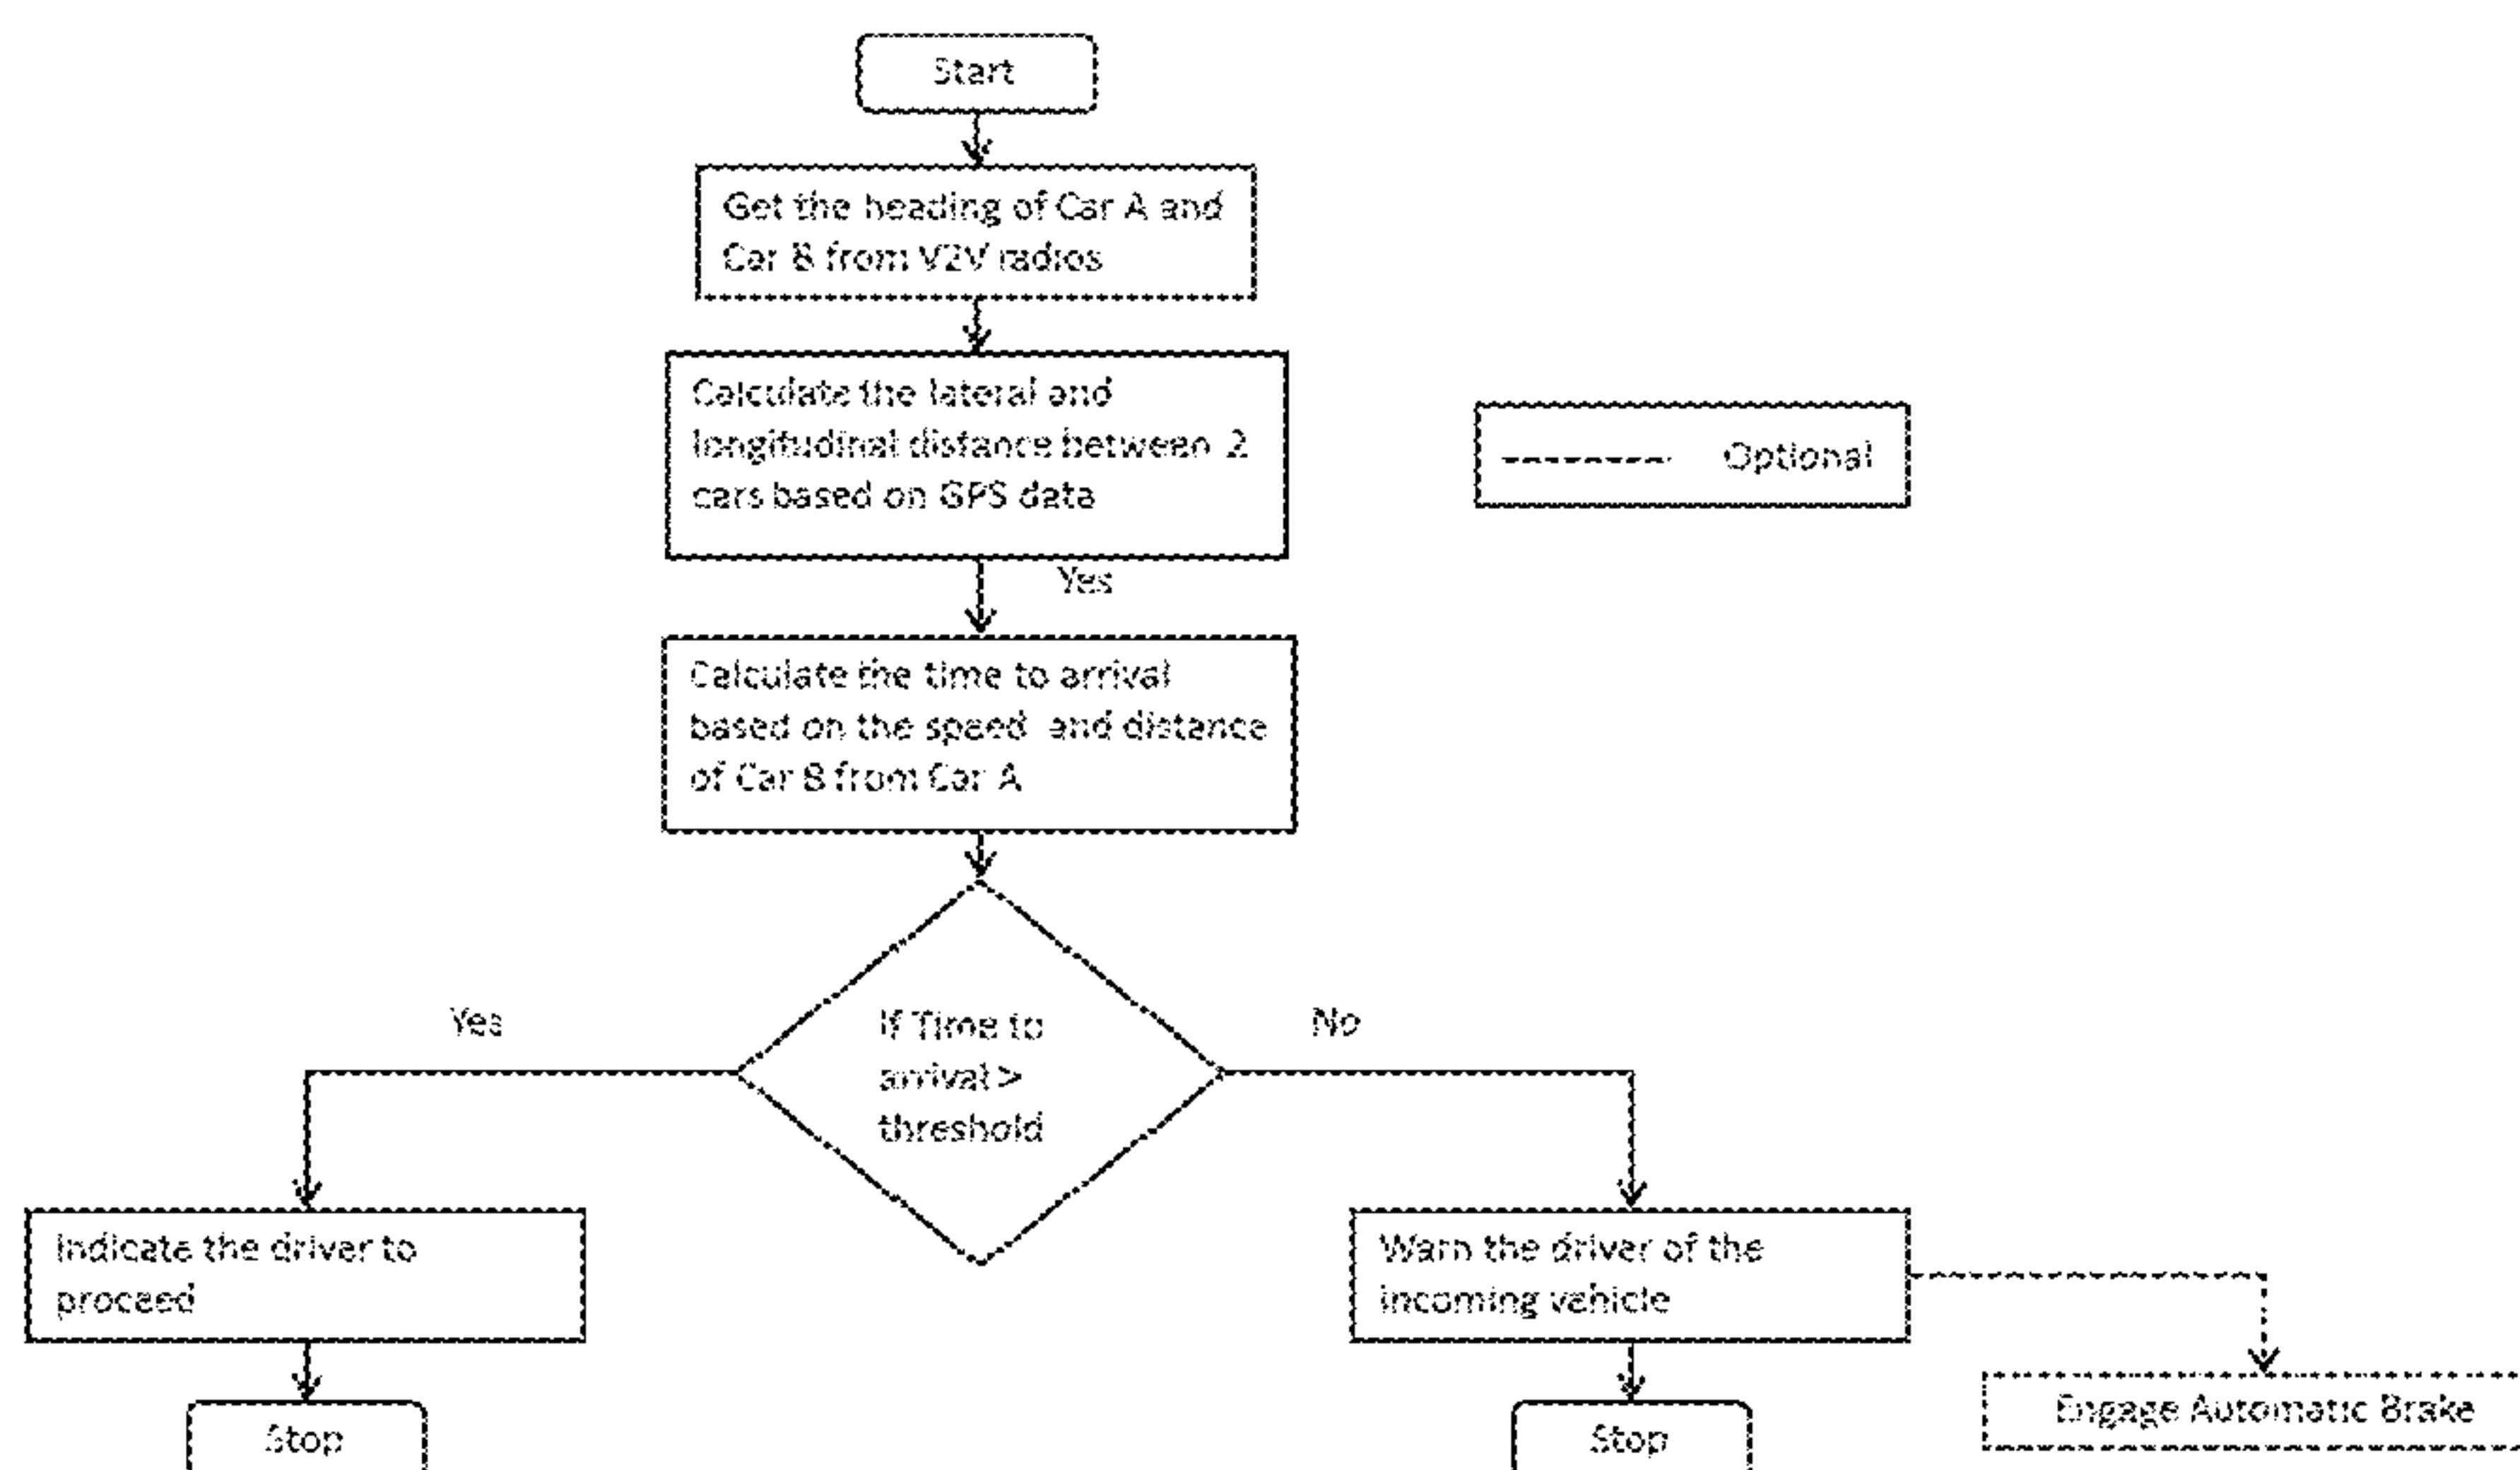 Start
Get the heading of Car A and
Car B from V2V radios
Calculate the lateral and
longitudinal distance between 2
cars based on GPS data
Optional
Yes
Calculate the time to arrival
based on the speed and distance
of Car B from Car A
Yes
No
If Time to
arrival >
threshold
Indicate the driver to
proceed
Warn the driver of the
incoming vehicle
Stop
Stop
Engage Automatic Brake